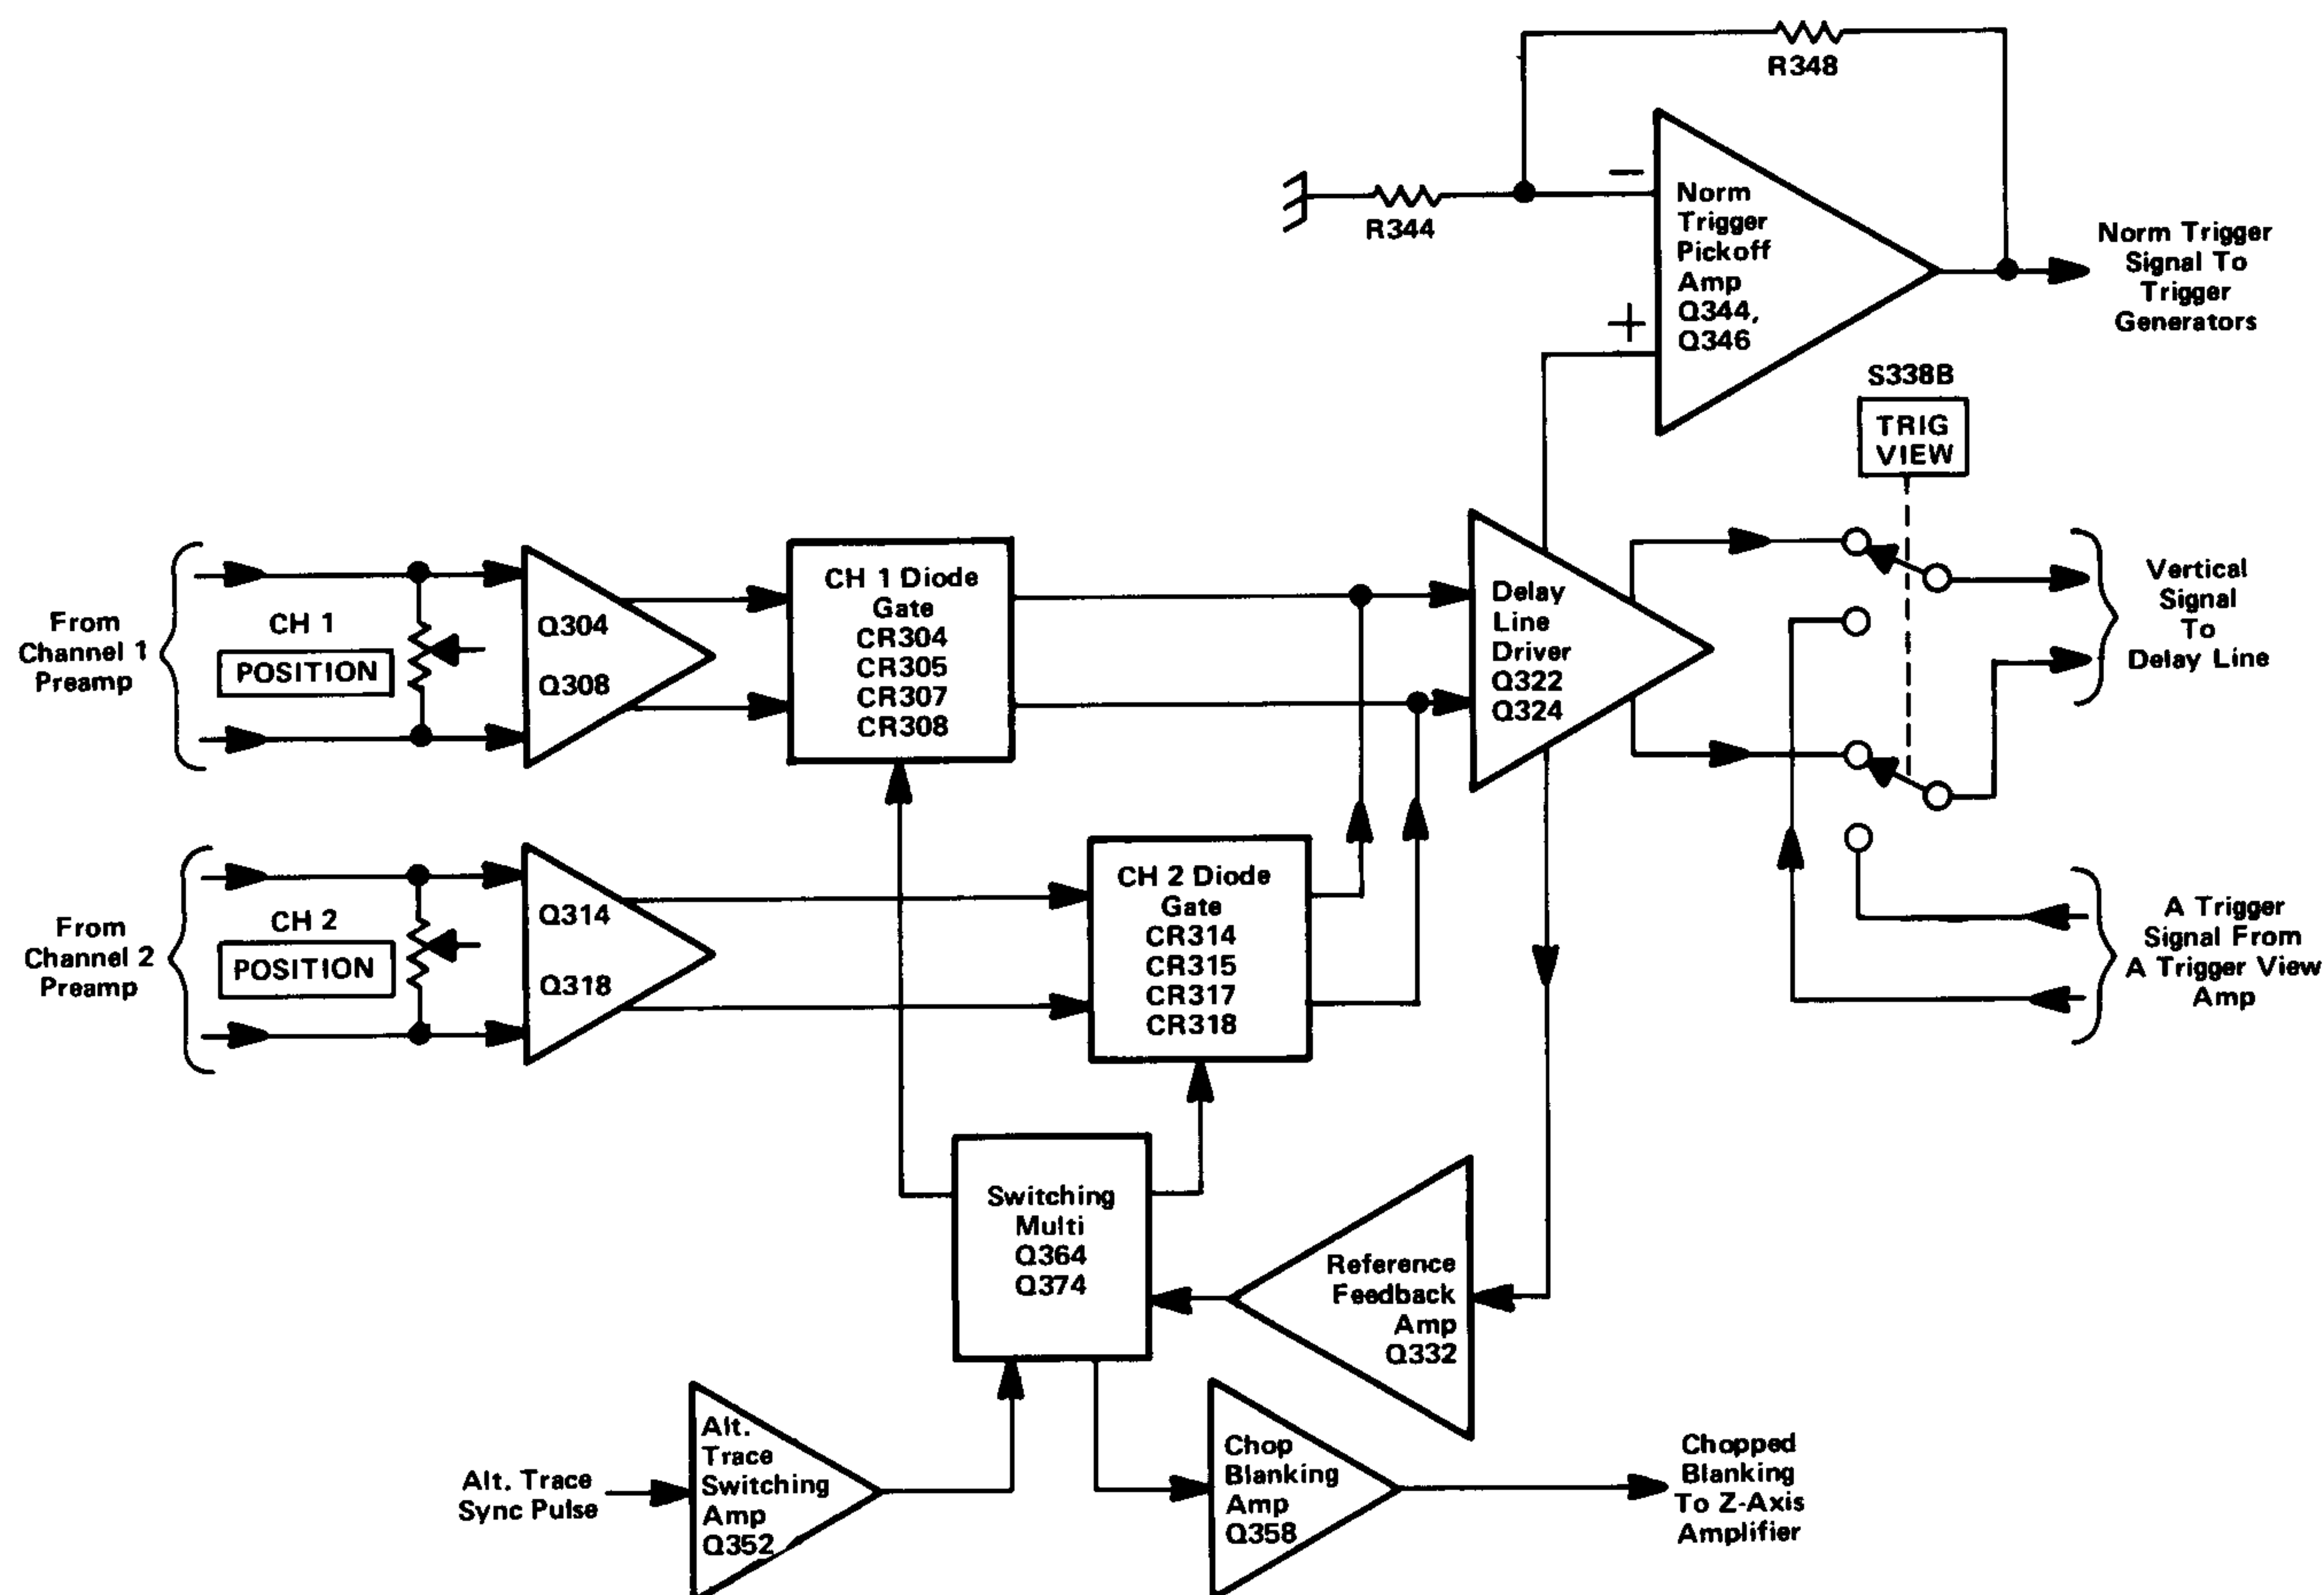 R348
R344
−
+
Norm
Trigger
Pickoff
Amp
Q344,
Q346
Norm Trigger
Signal To
Trigger
Generators
S338B
TRIG
VIEW
From
Channel 1
Preamp
CH 1
POSITION
Q304
Q308
CH 1 Diode
Gate
CR304
CR305
CR307
CR308
Delay
Line
Driver
Q322
Q324
Vertical
Signal
To
Delay Line
From
Channel 2
Preamp
CH 2
POSITION
Q314
Q318
CH 2 Diode
Gate
CR314
CR315
CR317
CR318
A Trigger
Signal From
A Trigger View
Amp
Switching
Multi
Q364
Q374
Reference
Feedback
Amp
Q332
Alt. Trace
Sync Pulse
Alt.
Trace
Switching
Amp
Q352
Chop
Blanking
Amp
Q358
Chopped
Blanking
To Z-Axis
Amplifier